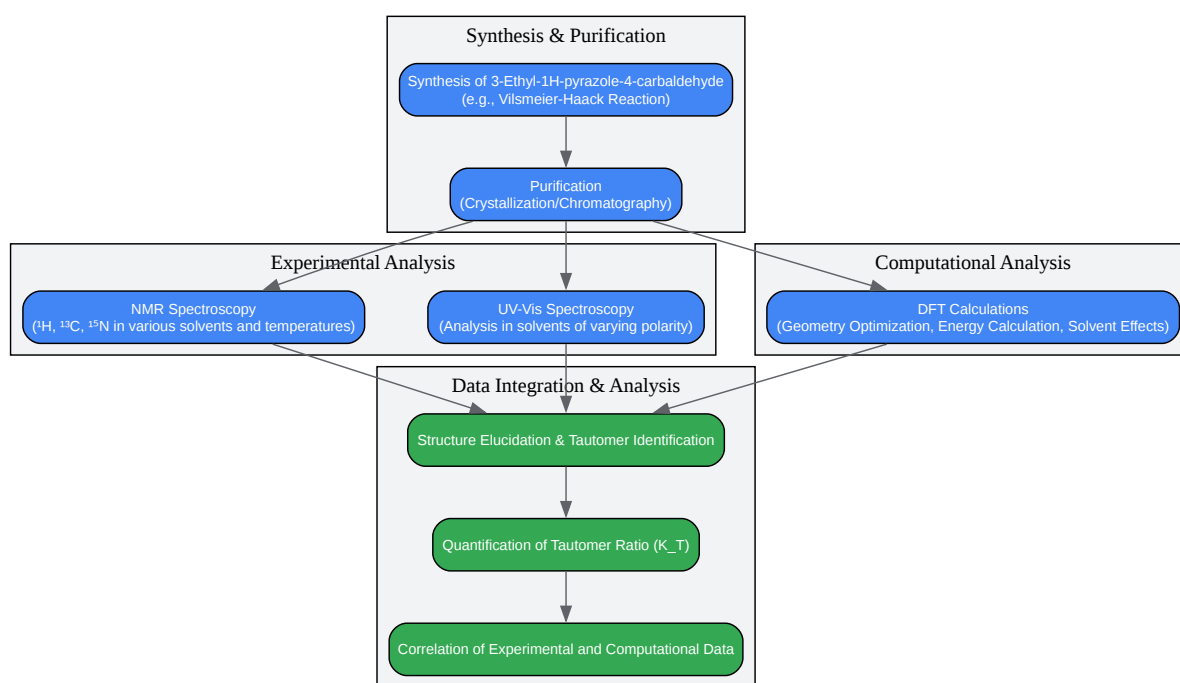 Synthesis & Purification
Synthesis of 3-Ethyl-1H-pyrazole-4-carbaldehyde
(e.g., Vilsmeier-Haack Reaction)
Purification
(Crystallization/Chromatography)
Experimental Analysis
NMR Spectroscopy
(¹H, ¹³C, ¹⁵N in various solvents and temperatures)
UV-Vis Spectroscopy
(Analysis in solvents of varying polarity)
Computational Analysis
DFT Calculations
(Geometry Optimization, Energy Calculation, Solvent Effects)
Data Integration & Analysis
Structure Elucidation & Tautomer Identification
Quantification of Tautomer Ratio (K_T)
Correlation of Experimental and Computational Data